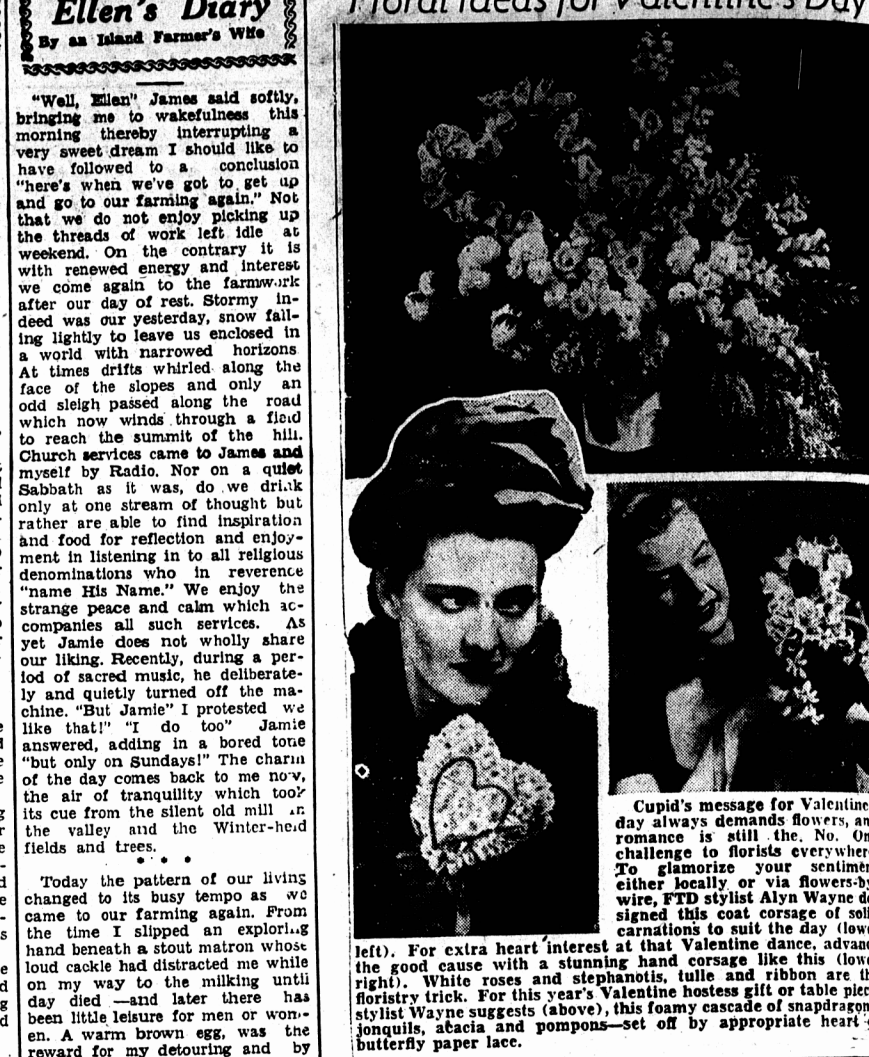 Ellen's Diary
By an Island Farmer's Wife
"Well, Ellen" James said softly,
bringing me to wakefulness this
morning thereby interrupting a
very sweet dream I should like to
have followed to a conclusion
"here's when we've got to get up
and go to our farming again." Not
that we do not enjoy picking up
the threads of work left idle at
weekend. On the contrary it is
with renewed energy and interest
we come again to the farmwork
after our day of rest. Stormy in-
deed was our yesterday, snow fall-
ing lightly to leave us enclosed in
a world with narrowed horizons
At times drifts whirled along the
face of the slopes and only an
odd sleigh passed along the road
which now winds through a field
to reach the summit of the hill.
Church services came to James and
myself by Radio. Nor on a quiet
Sabbath as it was, do we drink
only at one stream of thought but
rather are able to find inspiration
and food for reflection and enjoy-
ment in listening in to all religious
denominations who in reverence
"name His Name." We enjoy the
strange peace and calm which ac-
companies all such services. As
yet Jamie does not wholly share
our liking. Recently, during a per-
iod of sacred music, he deliberate-
ly and quietly turned off the ma-
chine. "But Jamie" I protested we
like that!" "I do too" Jamie
answered, adding in a bored tone
"but only on Sundays!" The charm
of the day comes back to me now,
the air of tranquility which took
its cue from the silent old mill in
the valley and the Winter-held
fields and trees.
* * * *
Today the pattern of our living
changed to its busy tempo as we
came to our farming again. From
the time I slipped an exploring
hand beneath a stout matron whose
loud cackle had distracted me while
on my way to the milking until
day died —and later there has
been little leisure for men or wom-
en. A warm brown egg, was the
reward for my detouring and by
Floral Ideas for Valentine's Day
Cupid's message for Valentine
day always demands flowers, an
romance is still the. No. On
challenge to florists everywher
To glamorize your sentimen
either locally or via flowers-by
wire, FTD stylist Alyn Wayne de
signed this coat corsage of soli
carnations to suit the day (lowe
left). For extra heart interest at that Valentine dance, advanc
the good cause with a stunning hand corsage like this (lowe
right). White roses and stephanotis, tulle and ribbon are th
floristry trick. For this year's Valentine hostess gift or table piec
stylist Wayne suggests (above), this foamy cascade of snapdragon
jonquils, acacia and pompons—set off by appropriate heart
butterfly paper lace.